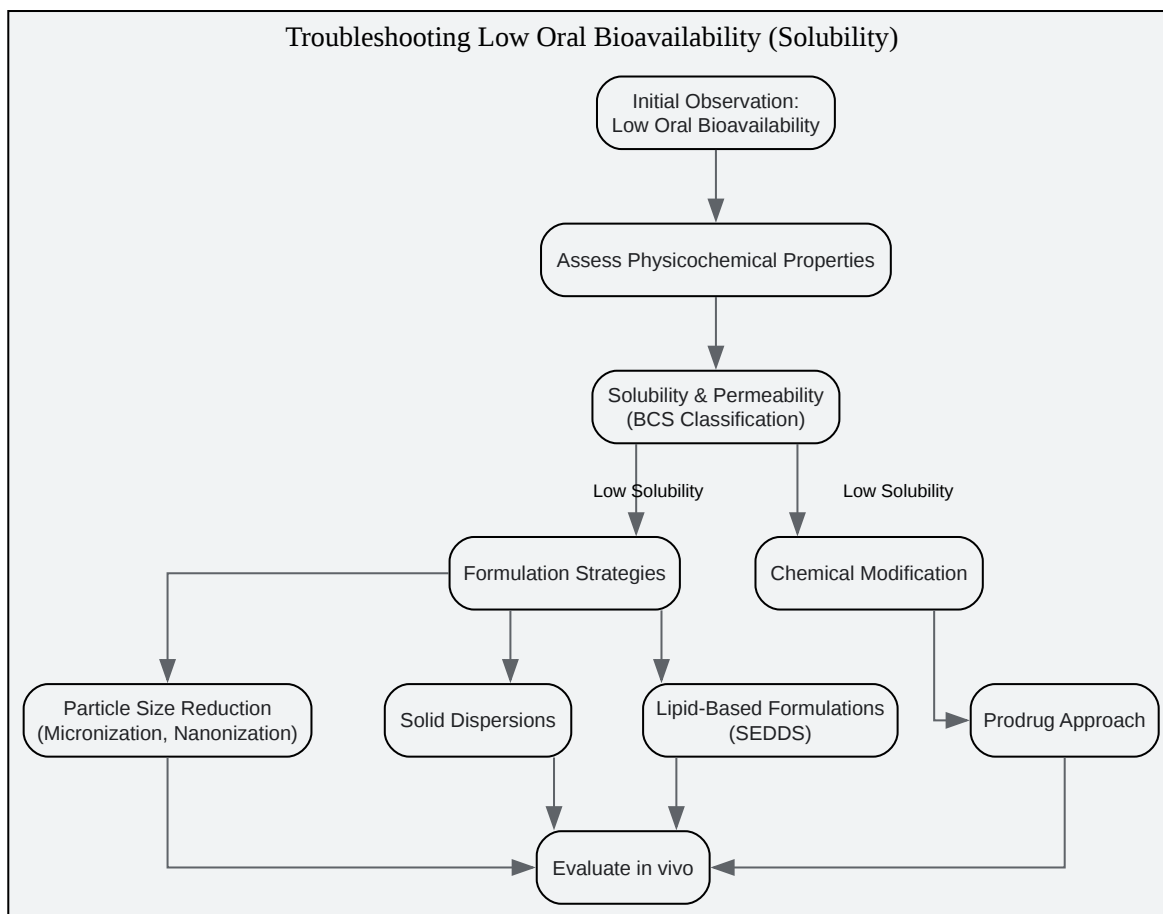 Troubleshooting Low Oral Bioavailability (Solubility)
Initial Observation:
Low Oral Bioavailability
Assess Physicochemical Properties
Solubility & Permeability
(BCS Classification)
Low Solubility
Low Solubility
Formulation Strategies
Chemical Modification
Particle Size Reduction
(Micronization, Nanonization)
Solid Dispersions
Lipid-Based Formulations
(SEDDS)
Prodrug Approach
Evaluate in vivo